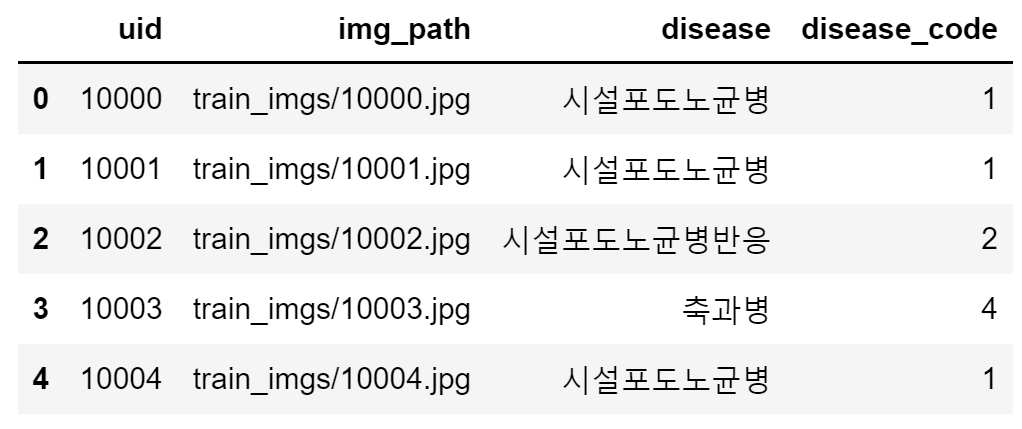 uid img_path disease disease_code
0 10000 train_imgs/10000.jpg 시설포도노균병 1
1 10001 train_imgs/10001.jpg 시설포도노균병 1
2 10002 train_imgs/10002.jpg 시설포도노균병반응 2
3 10003 train_imgs/10003.jpg 축과병 4
4 10004 train_imgs/10004.jpg 시설포도노균병 1